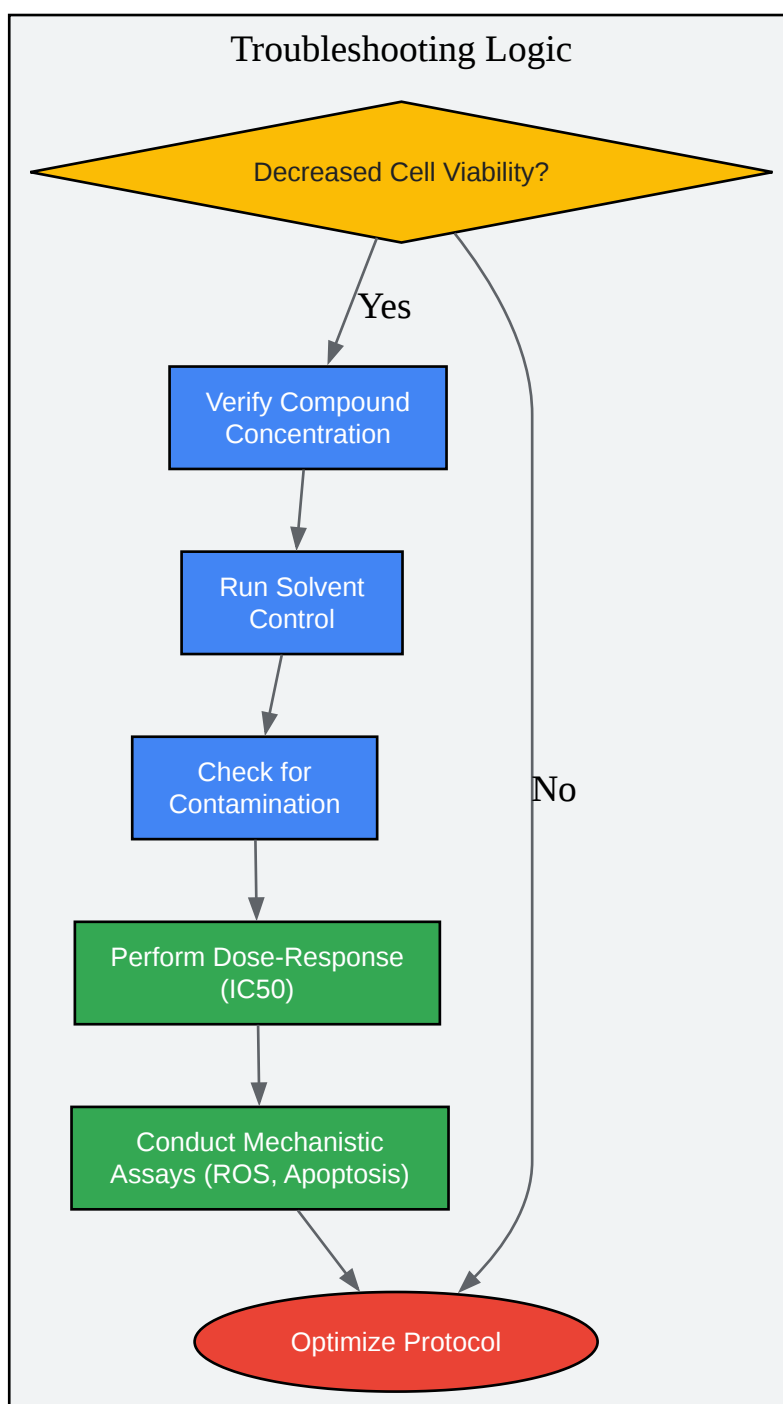 Troubleshooting Logic
Decreased Cell Viability?
Yes
Verify Compound
Concentration
Run Solvent
Control
Check for
Contamination
No
Perform Dose-Response
(IC50)
Conduct Mechanistic
Assays (ROS, Apoptosis)
Optimize Protocol